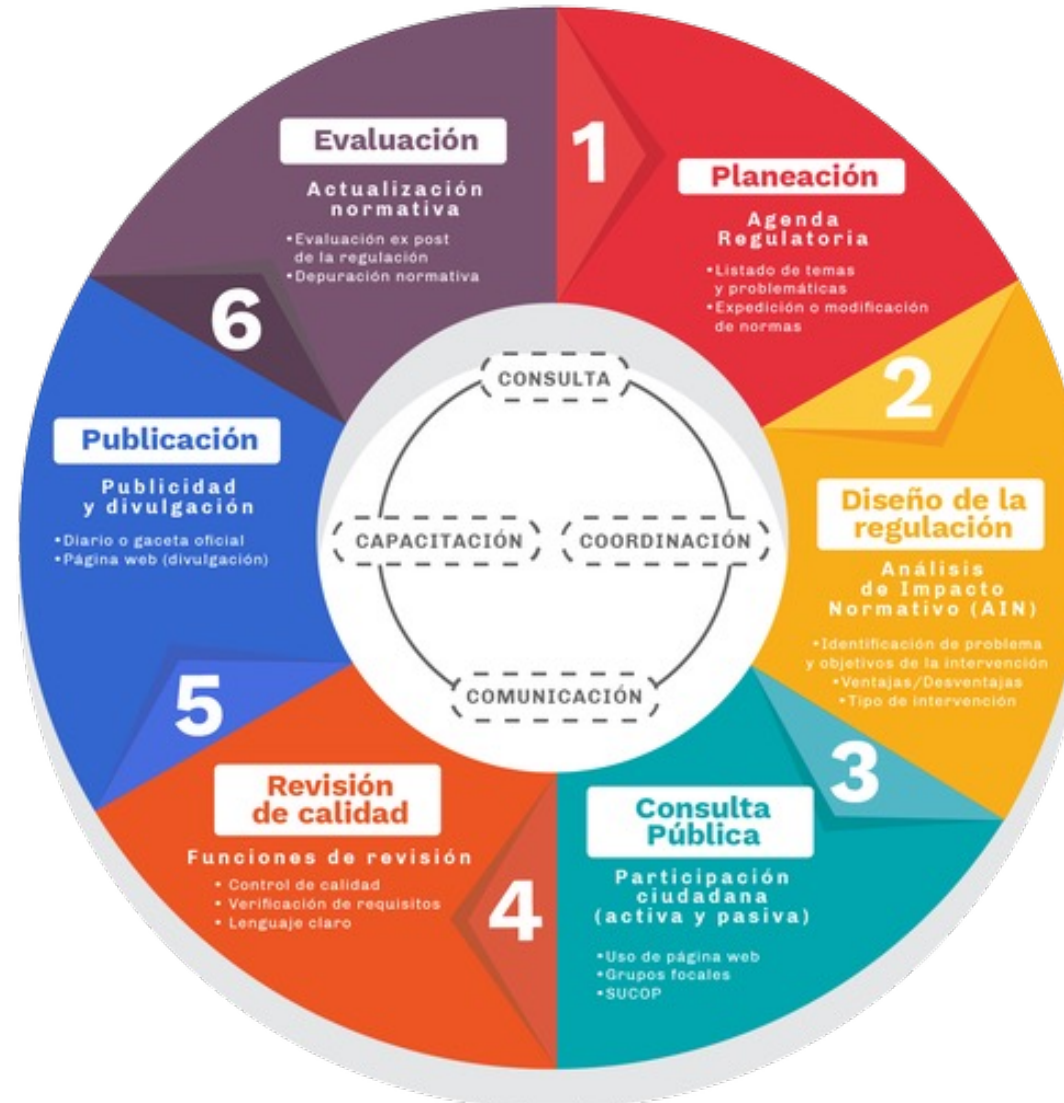 1
Planeación
Agenda
Regulatoria
•Listado de temas
y problemáticas
•Expedición o modificación
de normas
2
Diseño de la
regulación
Análisis
de Impacto
Normativo (AIN)
•Identificación de problema
y objetivos de la intervención
•Ventajas/Desventajas
•Tipo de intervención
3
Consulta
Pública
Participación
ciudadana
(activa y pasiva)
•Uso de página web
•Grupos focales
•SUCOP
4
Revisión
de calidad
Funciones de revisión
• Control de calidad
• Verificación de requisitos
• Lenguaje claro
5
Publicación
Publicidad
y divulgación
•Diario o gaceta oficial
•Página web (divulgación)
6
Evaluación
Actualización
normativa
•Evaluación ex post
de la regulación
•Depuración normativa
CONSULTA
CAPACITACIÓN
COORDINACIÓN
COMUNICACIÓN